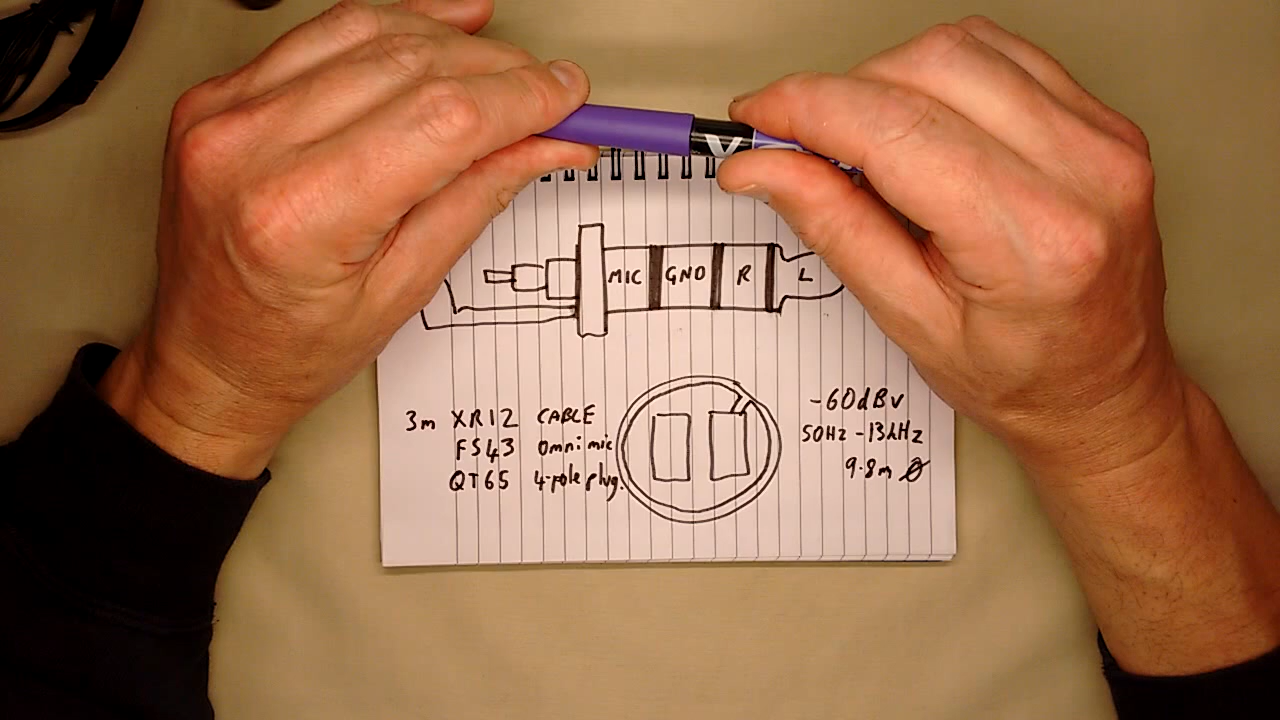 V
MIC GND R L
3m XR12 CABLE
FS43 Omni mic
QT65 4-pole plug.
-60dBv
50Hz - 13kHz
9.8m Ø